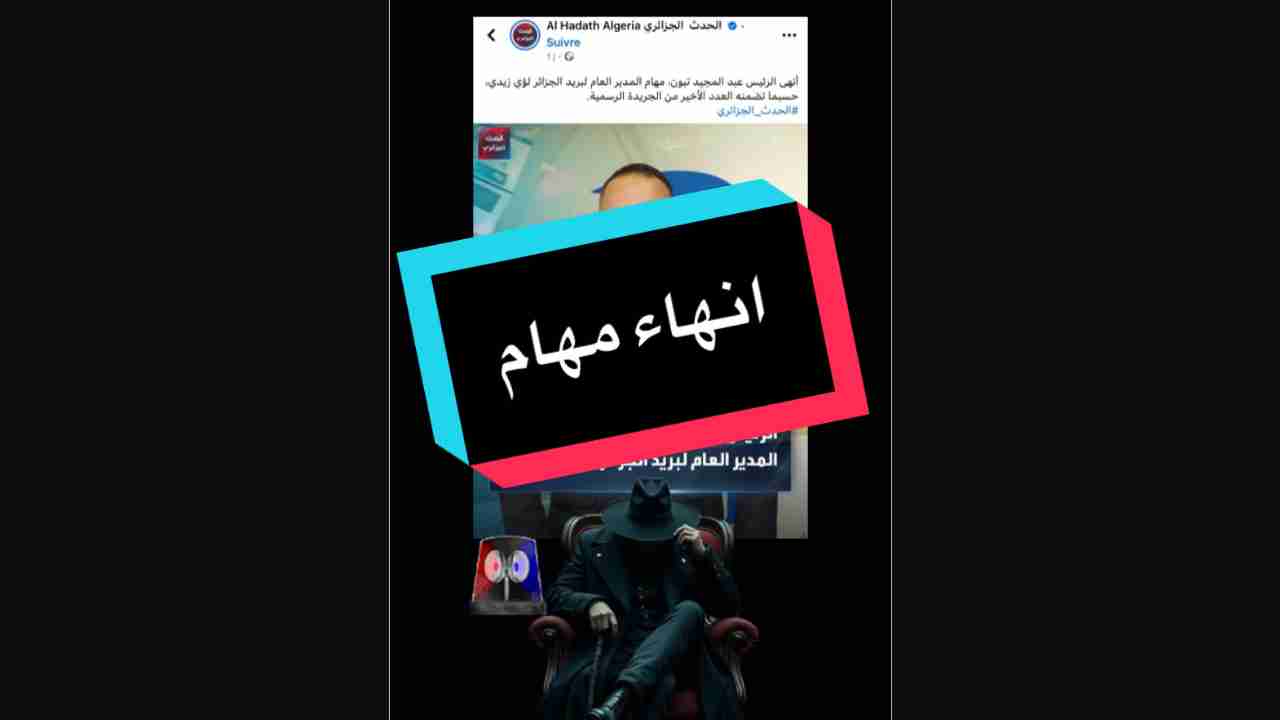 Al Hadath Algeria الحدث الجزائري
Suivre
أنهى الرئيس عبد المجيد تبون، مهام المدير العام لبريد الجزائر لؤي زيدي،
حسبما تضمنه العدد الأخير من الجريدة الرسمية.
#الحدث_الجزائري
انهاء مهام
المدير العام لبريد